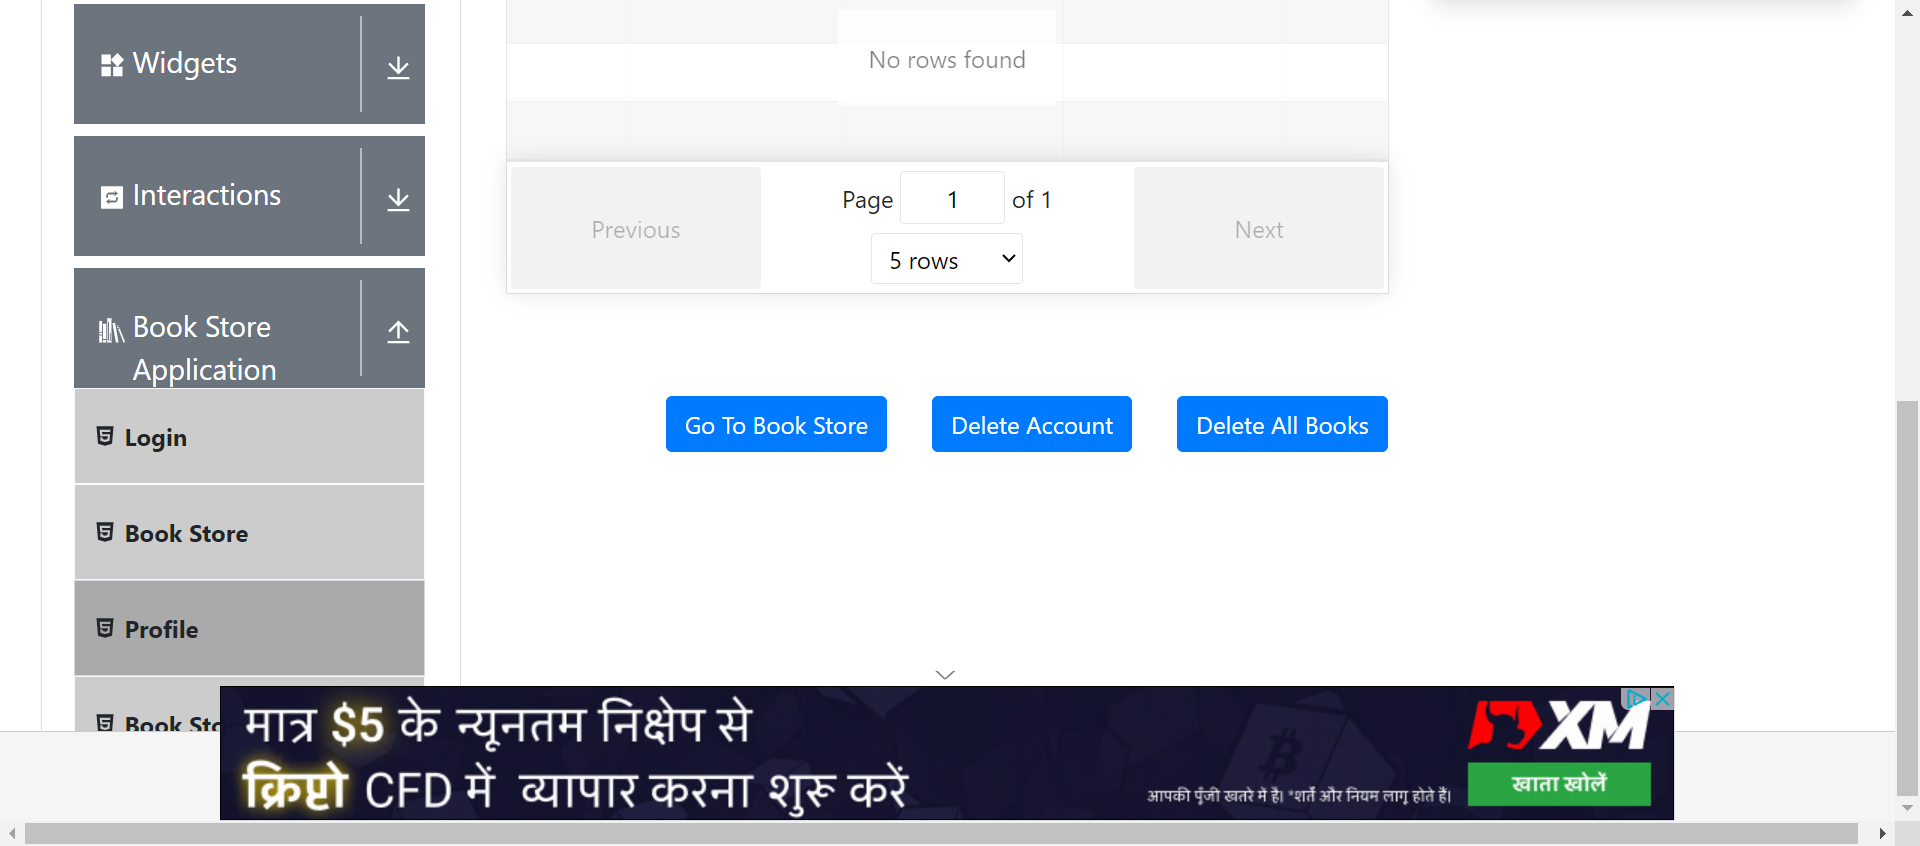 Widgets
Interactions
Book Store
Application
Login
Book Store
Profile
Book Sto
No rows found
Previous
Page 1 of 1
5 rows
Next
Go To Book Store
Delete Account
Delete All Books
मात्र $5 के न्यूनतम निक्षेप से
क्रिप्टो CFD में व्यापार करना शुरू करें
आपकी पूँजी खतरे में है। *शर्तें और नियम लागू होते हैं।
XM
खाता खोलें